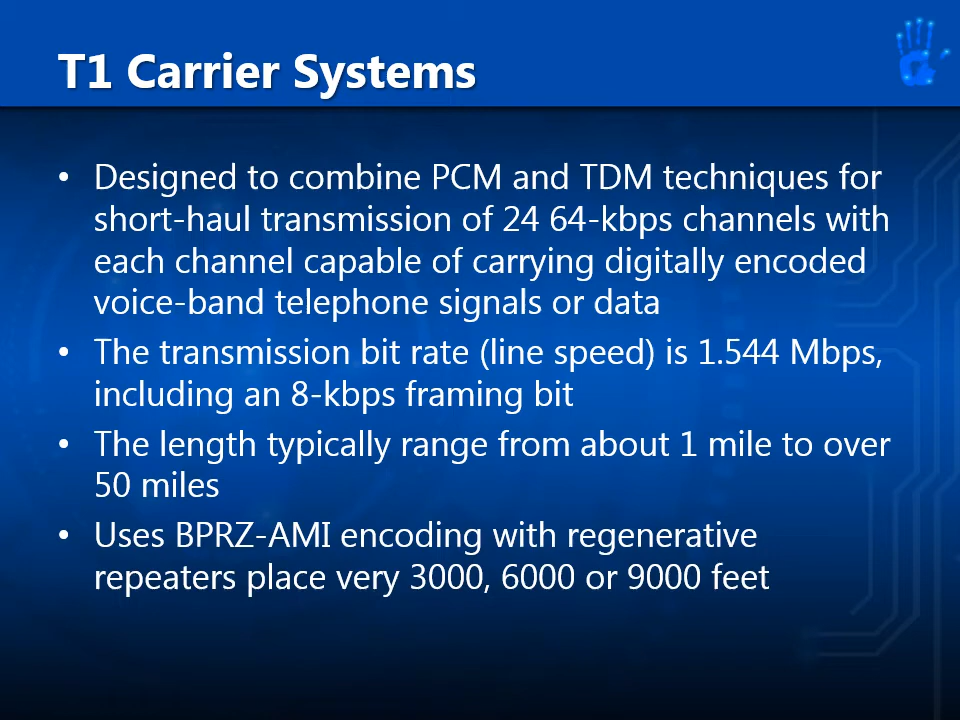 T1 Carrier Systems
• Designed to combine PCM and TDM techniques for
short-haul transmission of 24 64-kbps channels with
each channel capable of carrying digitally encoded
voice-band telephone signals or data
• The transmission bit rate (line speed) is 1.544 Mbps,
including an 8-kbps framing bit
• The length typically range from about 1 mile to over
50 miles
• Uses BPRZ-AMI encoding with regenerative
repeaters place very 3000, 6000 or 9000 feet